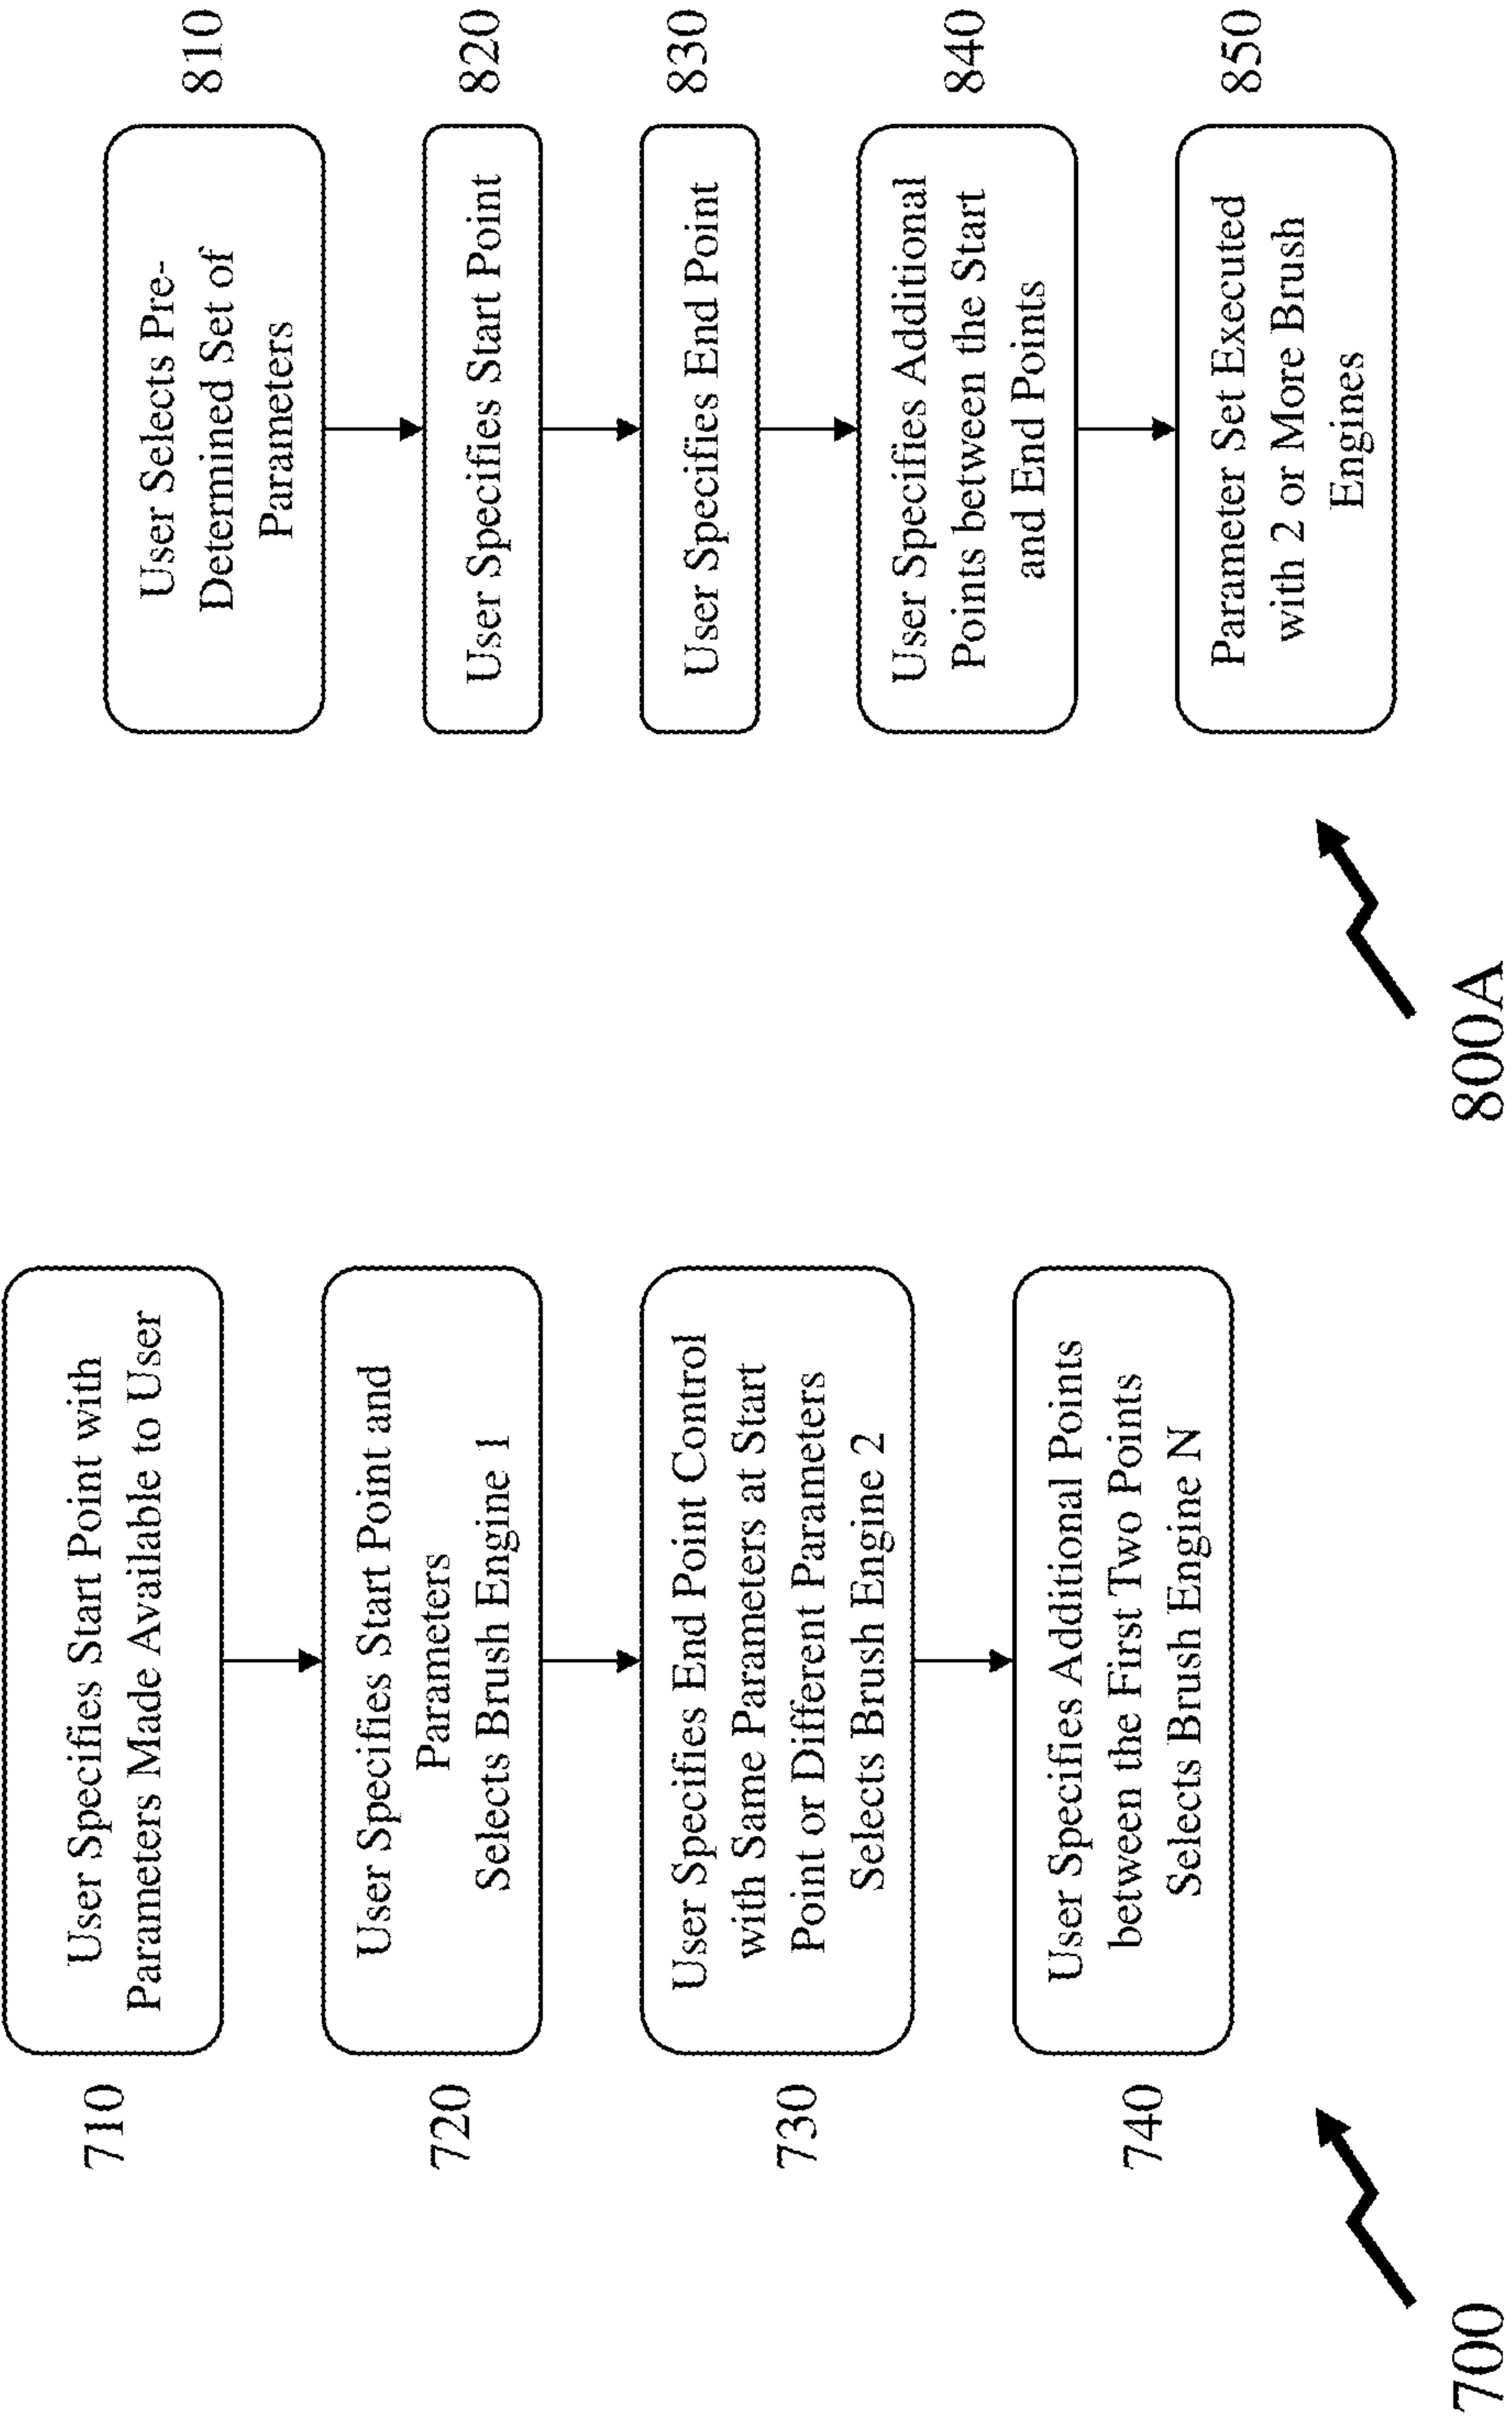 710
User Specifies Start Point with
Parameters Made Available to User
720
User Specifies Start Point and
Parameters
Selects Brush Engine 1
730
User Specifies End Point Control
with Same Parameters at Start
Point or Different Parameters
Selects Brush Engine 2
740
User Specifies Additional Points
between the First Two Points
Selects Brush Engine N
700
User Selects Pre-
Determined Set of
Parameters
810
User Specifies Start Point
820
User Specifies End Point
830
User Specifies Additional
Points between the Start
and End Points
840
Parameter Set Executed
with 2 or More Brush
Engines
850
800A